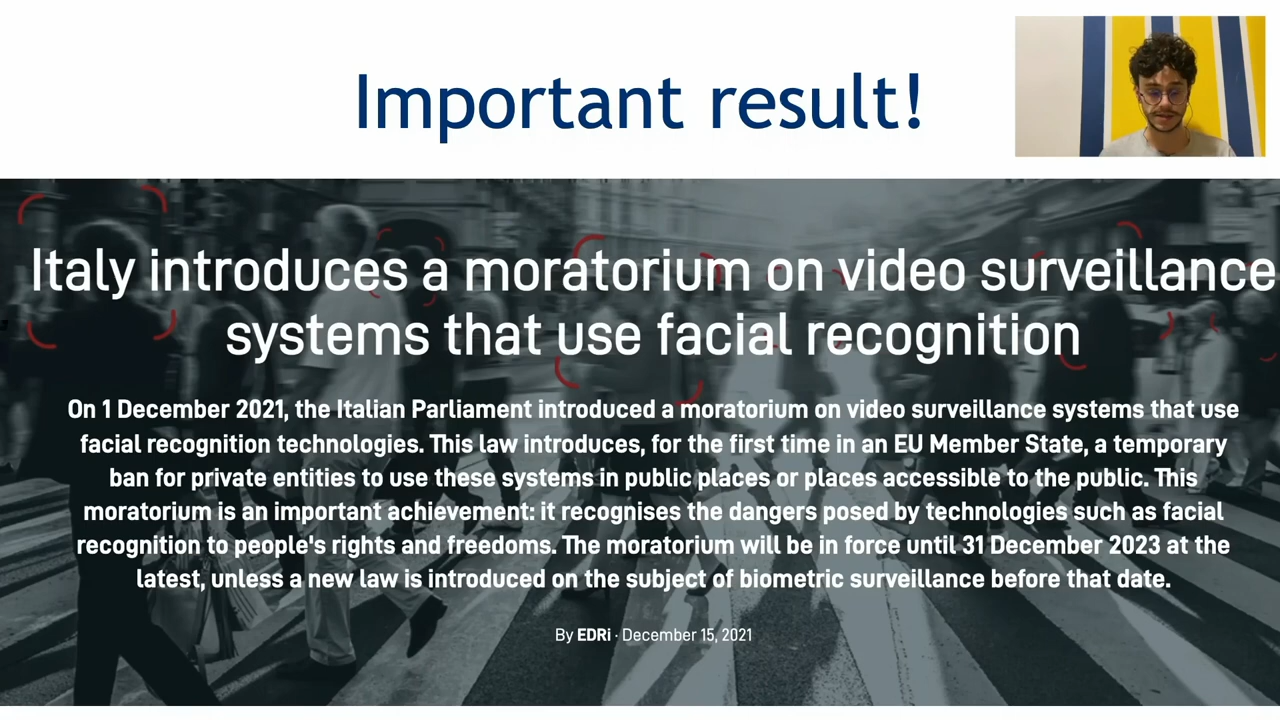 Important result!
Italy introduces a moratorium on video surveillance
systems that use facial recognition
On 1 December 2021, the Italian Parliament introduced a moratorium on video surveillance systems that use
facial recognition technologies. This law introduces, for the first time in an EU Member State, a temporary
ban for private entities to use these systems in public places or places accessible to the public. This
moratorium is an important achievement: it recognises the dangers posed by technologies such as facial
recognition to people's rights and freedoms. The moratorium will be in force until 31 December 2023 at the
latest, unless a new law is introduced on the subject of biometric surveillance before that date.
By EDRi · December 15, 2021